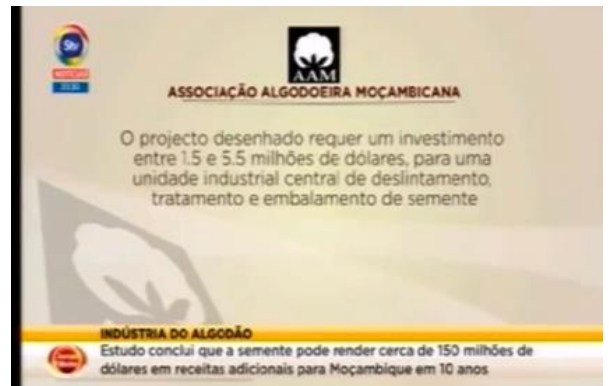 Stv
NOTÍCIAS
AAM
ASSOCIAÇÃO ALGODOEIRA MOÇAMBICANA
O projecto desenhado requer um investimento
entre 1.5 e 5.5 milhões de dólares, para uma
unidade industrial central de deslintamento,
tratamento e embalamento de semente
INDÚSTRIA DO ALGODÃO
Estudo conclui que a semente pode render cerca de 150 milhões de
dólares em receitas adicionais para Moçambique em 10 anos